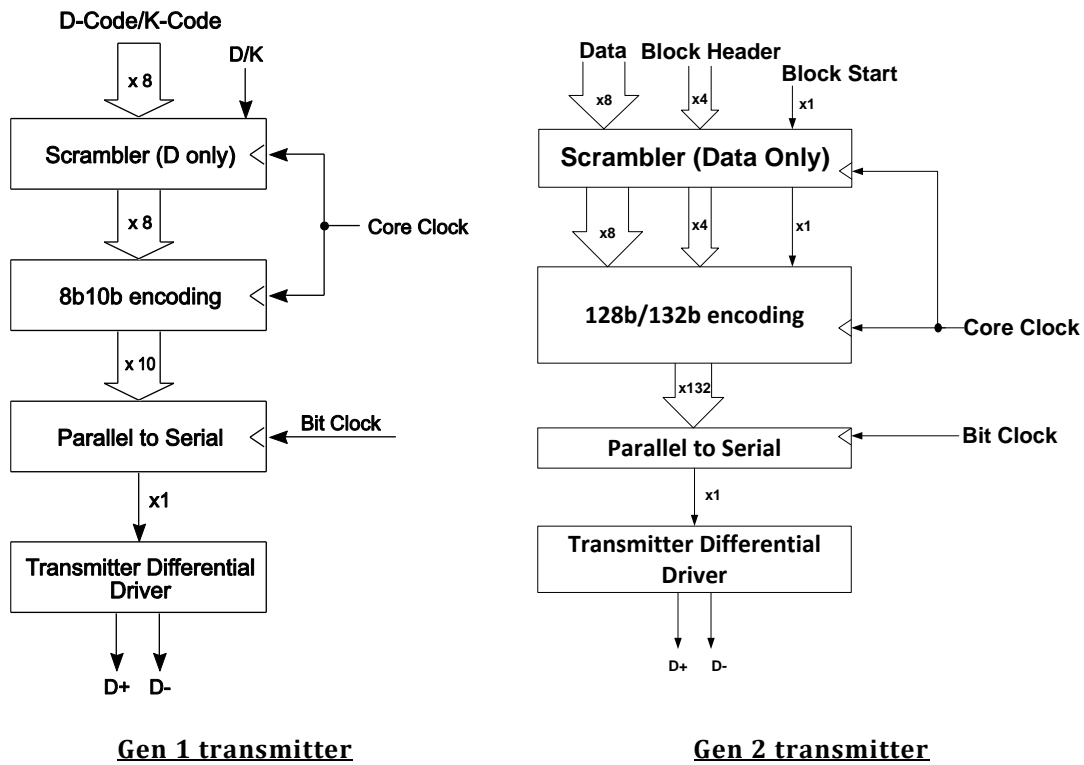 D-Code/K-Code
D/K
x 8
Scrambler (D only)
x 8
Core Clock
8b10b encoding
x 10
Bit Clock
Parallel to Serial
x1
Transmitter Differential
Driver
D+ D-
Gen 1 transmitter
Data
Block Header
Block Start
x8
x4
x1
Scrambler (Data Only)
x8
x4
x1
128b/132b encoding
Core Clock
x132
Parallel to Serial
Bit Clock
x1
Transmitter Differential
Driver
D+ D-
Gen 2 transmitter